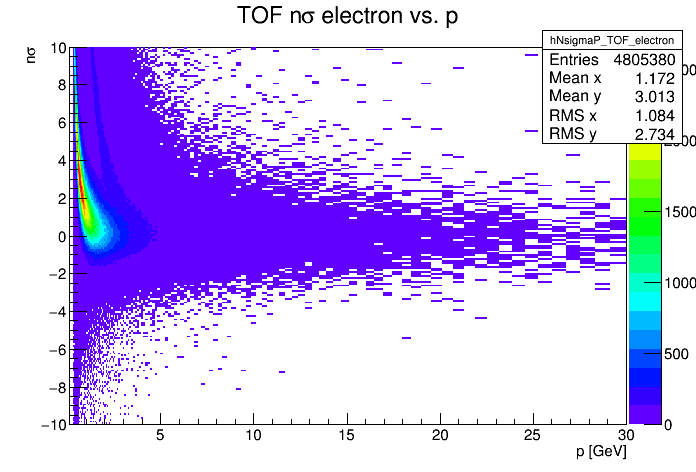 TOF nσ electron vs. p
hNsigmaP_TOF_electron
Entries 4805380
Mean x 1.172
Mean y 3.013
RMS x 1.084
RMS y 2.734
nσ
10
8
6
4
2
0
−2
−4
−6
−8
−10
5
10
15
20
25
30
p [GeV]
1500
1000
500
0